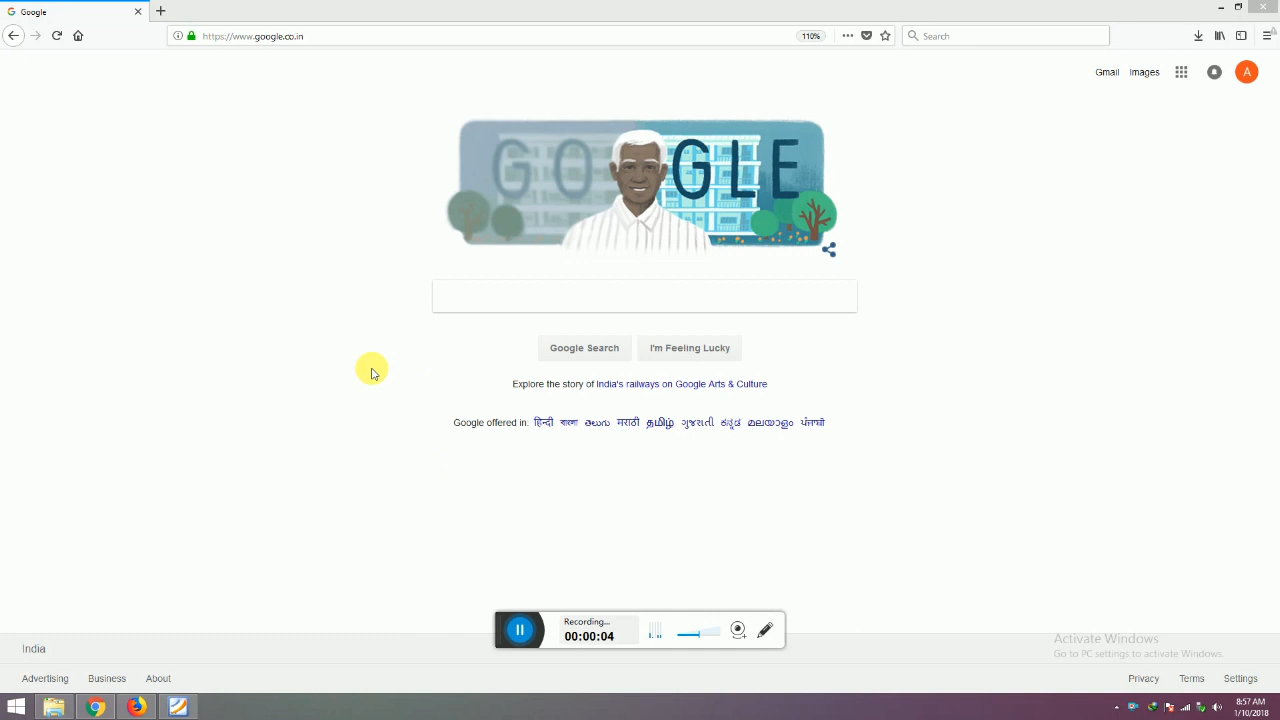 Google
https://www.google.co.in
110%
Search
Gmail Images A
GOOGLE
Google Search I'm Feeling Lucky
Explore the story of India's railways on Google Arts & Culture
Google offered in: हिन्दी বাংলা తెలుగు मराठी தமிழ் ગુજરાતી ಕನ್ನಡ മലയാളം ਪੰਜਾਬੀ
Recording...
00:00:04
Activate Windows
Go to PC settings to activate Windows.
India
Advertising Business About Privacy Terms Settings
8:57 AM
1/10/2018